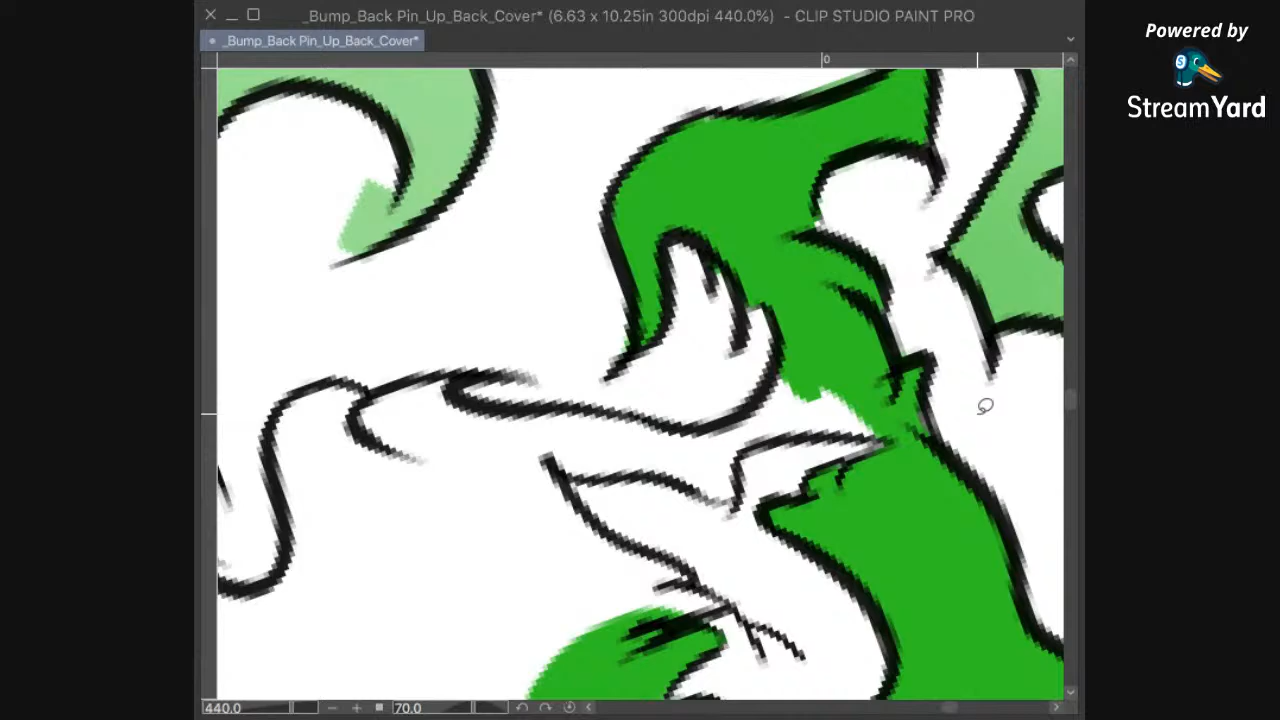 _Bump_Back Pin_Up_Back_Cover* (6.63 x 10.25in 300dpi 440.0%)  - CLIP STUDIO PAINT PRO
_Bump_Back Pin_Up_Back_Cover*
0
440.0
70.0
Powered by
S
StreamYard